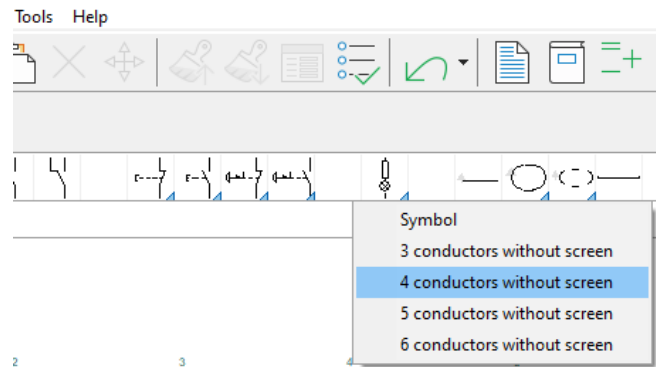 Tools Help
Symbol
3 conductors without screen
4 conductors without screen
5 conductors without screen
6 conductors without screen
2 3 4